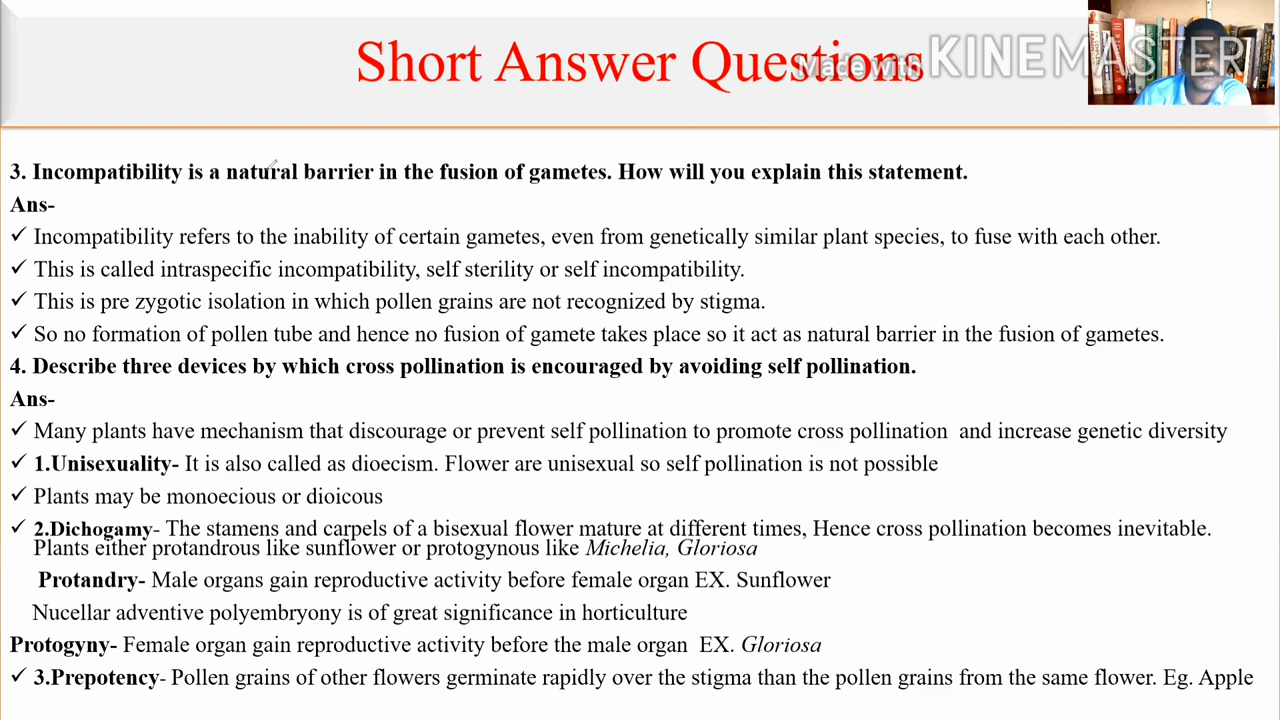 Short Answer Questions
Made with KINEMASTER
3. Incompatibility is a natural barrier in the fusion of gametes. How will you explain this statement.
Ans-
✓ Incompatibility refers to the inability of certain gametes, even from genetically similar plant species, to fuse with each other.
✓ This is called intraspecific incompatibility, self sterility or self incompatibility.
✓ This is pre zygotic isolation in which pollen grains are not recognized by stigma.
✓ So no formation of pollen tube and hence no fusion of gamete takes place so it act as natural barrier in the fusion of gametes.
4. Describe three devices by which cross pollination is encouraged by avoiding self pollination.
Ans-
✓ Many plants have mechanism that discourage or prevent self pollination to promote cross pollination and increase genetic diversity
✓ 1.Unisexuality- It is also called as dioecism. Flower are unisexual so self pollination is not possible
✓ Plants may be monoecious or dioicous
✓ 2.Dichogamy- The stamens and carpels of a bisexual flower mature at different times, Hence cross pollination becomes inevitable.
Plants either protandrous like sunflower or protogynous like Michelia, Gloriosa
Protandry- Male organs gain reproductive activity before female organ EX. Sunflower
Nucellar adventive polyembryony is of great significance in horticulture
Protogyny- Female organ gain reproductive activity before the male organ EX. Gloriosa
✓ 3.Prepotency- Pollen grains of other flowers germinate rapidly over the stigma than the pollen grains from the same flower. Eg. Apple